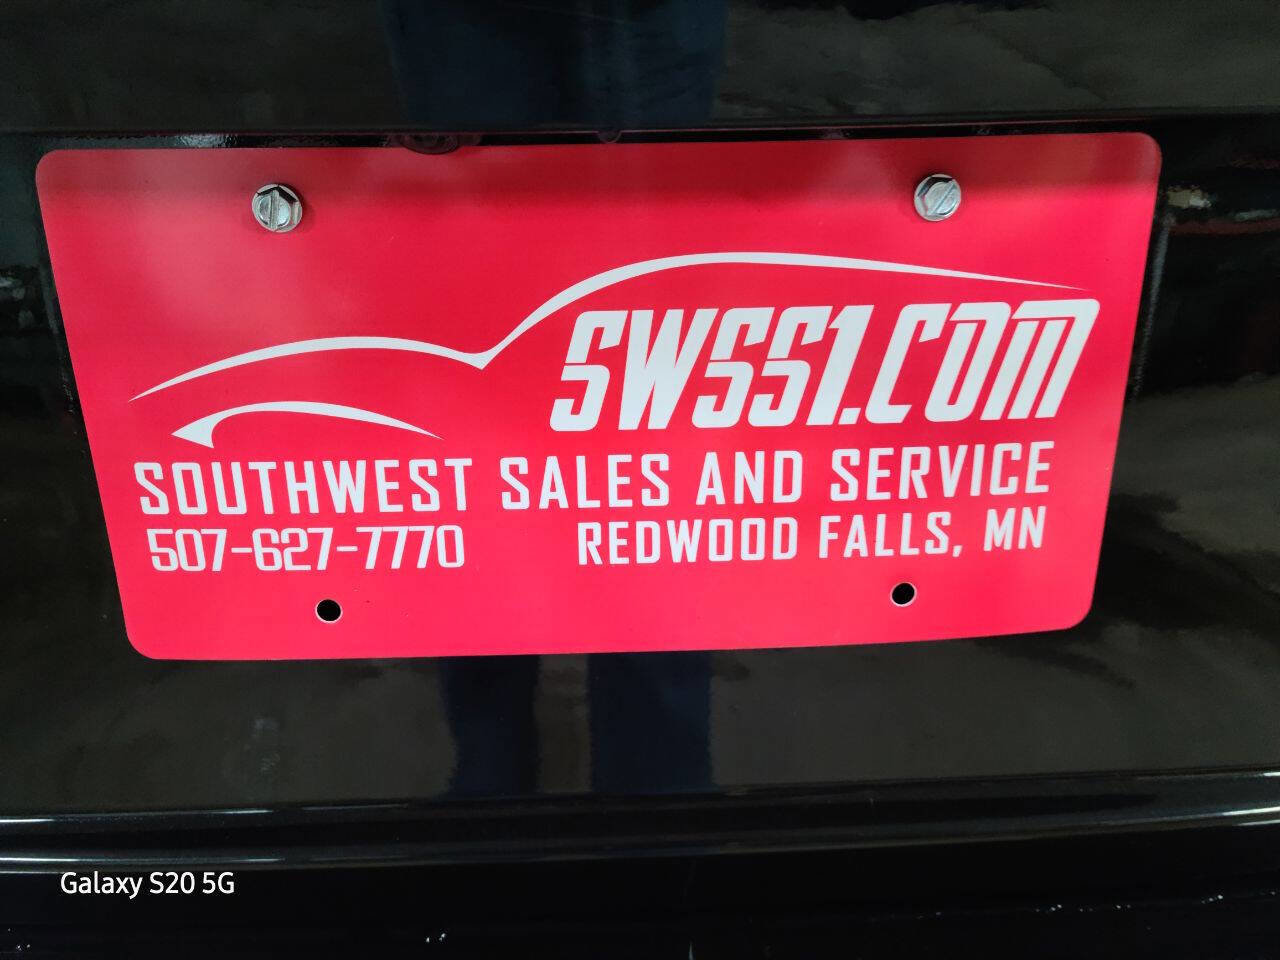 SWSS1.COM
SOUTHWEST SALES AND SERVICE
507-627-7770 REDWOOD FALLS, MN
Galaxy S20 5G